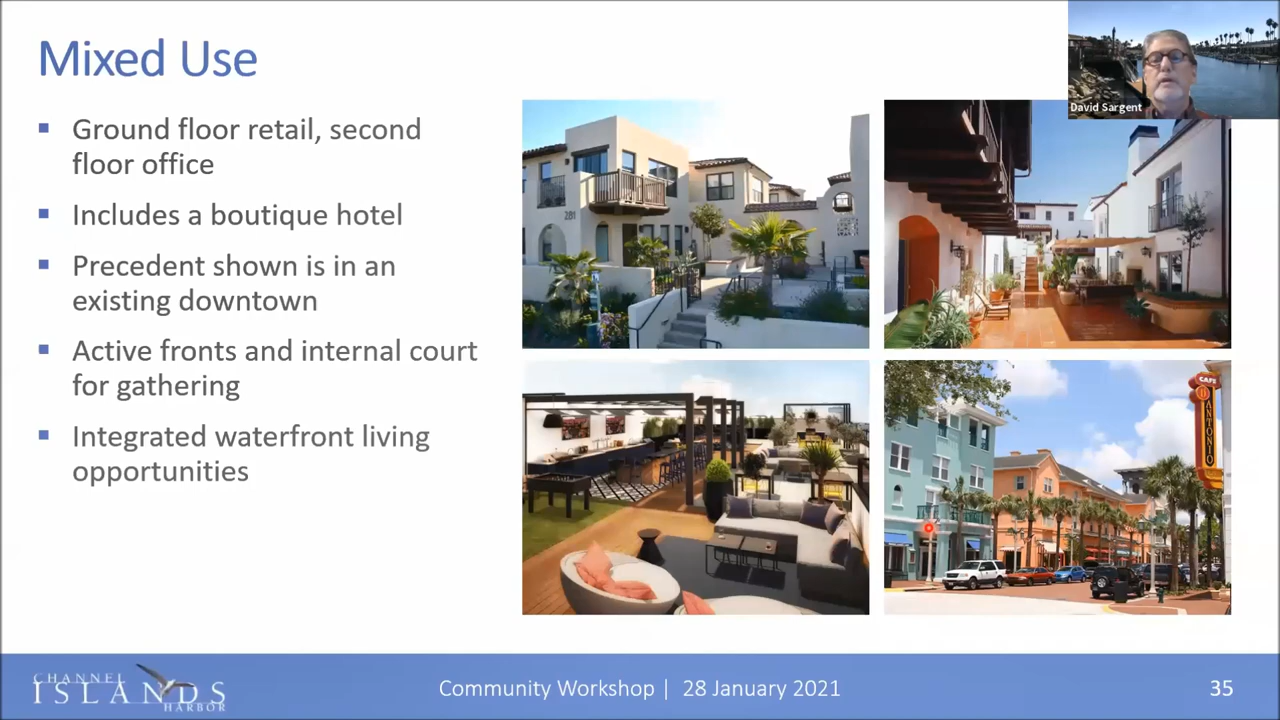 Mixed Use
David Sargent
▪ Ground floor retail, second
floor office
▪ Includes a boutique hotel
▪ Precedent shown is in an
existing downtown
▪ Active fronts and internal court
for gathering
▪ Integrated waterfront living
opportunities
281
CAFE
D'
ANTONIO
CHANNEL
ISLANDS
HARBOR
Community Workshop | 28 January 2021
35